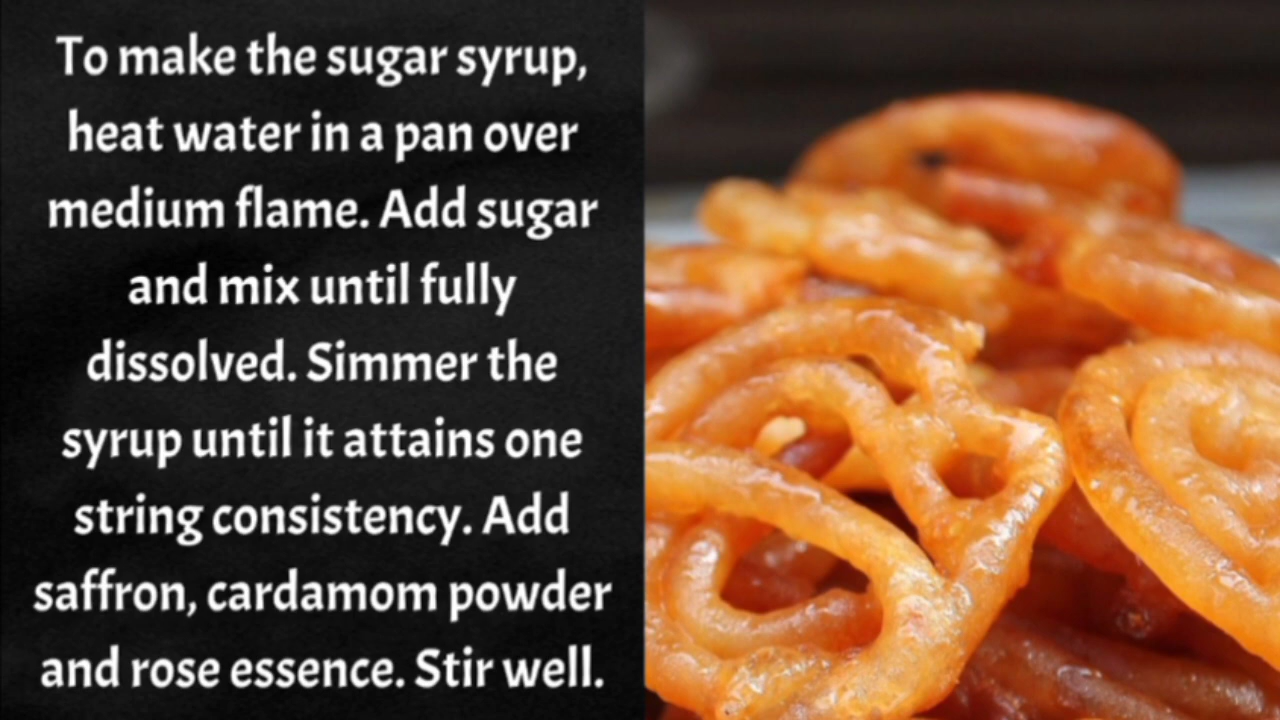 To make the sugar syrup,
heat water in a pan over
medium flame. Add sugar
and mix until fully
dissolved. Simmer the
syrup until it attains one
string consistency. Add
saffron, cardamom powder
and rose essence. Stir well.